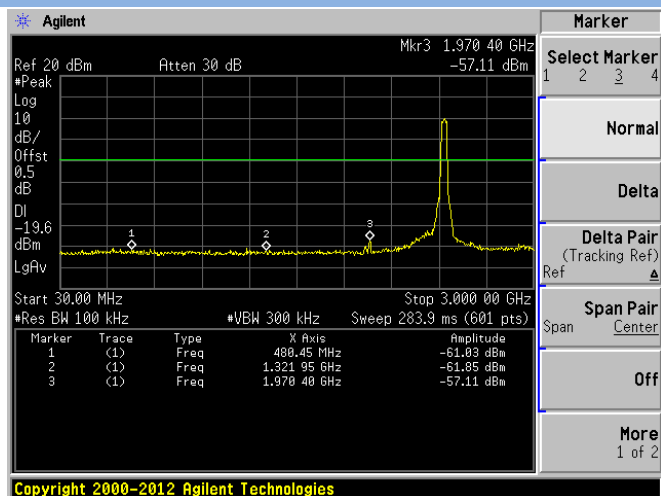 Agilent
Mkr3 1.970 40 GHz
Ref 20 dBm Atten 30 dB -57.11 dBm
#Peak
Log
10
dB/
Offst
0.5
dB
DI
-19.6
dBm
LgAv
1 2 3
Start 30.00 MHz Stop 3.000 00 GHz
#Res BW 100 kHz #VBW 300 kHz Sweep 283.9 ms (601 pts)
Marker Trace Type X Axis Amplitude
1 (1) Freq 480.45 MHz -61.03 dBm
2 (1) Freq 1.321 95 GHz -61.85 dBm
3 (1) Freq 1.970 40 GHz -57.11 dBm
Marker
Select Marker
1 2 3 4
Normal
Delta
Delta Pair
(Tracking Ref)
Ref Δ
Span Pair
Span Center
Off
More
1 of 2
Copyright 2000-2012 Agilent Technologies